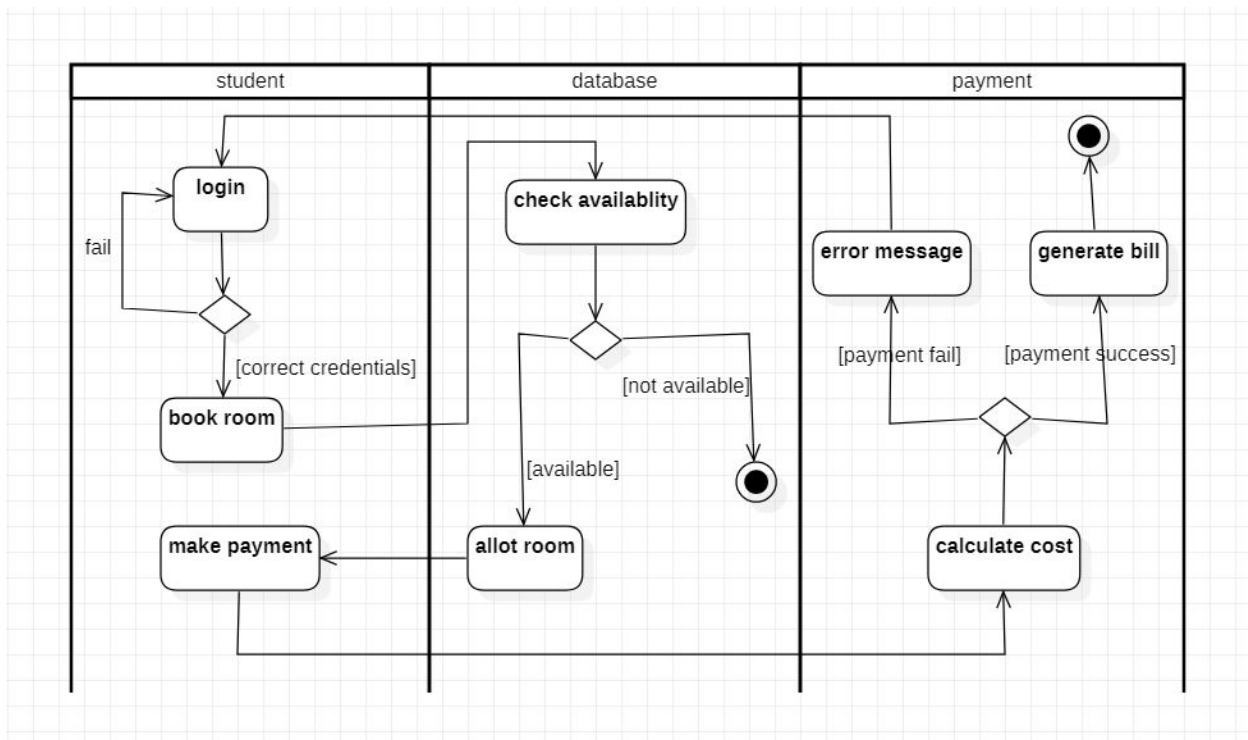 student
database
payment
login
check availablity
fail
error message
generate bill
[correct credentials]
[not available]
[payment fail]
[payment success]
book room
[available]
make payment
allot room
calculate cost